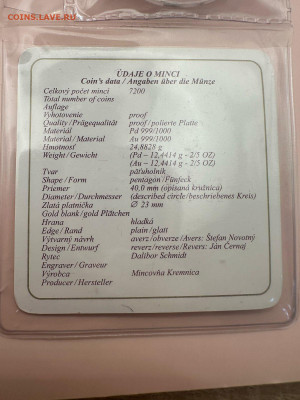 COINS.LAVE.RU
ÚDAJE O MINCI
Coin's data / Angaben über die Münze
Celkový počet mincí 7200
Total number of coins
Auflage
Vyhotovenie proof
Quality / Prägequalität proof / polierte Platte
Materiál Pd 999/1000
Material / Material Au 999/1000
Hmotnosť 24,8828 g
Weight / Gewicht (Pd – 12,4414 g - 2/5 OZ)
(Au – 12,4414 g - 2/5 OZ)
Tvar päťuholník
Shape / Form pentagon / Fünfeck
Priemer 40,0 mm (opísaná kružnica)
Diameter / Durchmesser (described circle/beschriebenes Kreis)
Zlatá platnička Ø 23 mm
Gold blank / gold Plätchen
Hrana hladká
Edge / Rand plain / glatt
Výtvarný návrh averz / obverze / Avers: Štefan Novotný
Design / Entwurf reverz / reverse / Revers: Ján Černaj
Rytec Dalibor Schmidt
Engraver / Graveur
Výrobca Mincovňa Kremnica
Producer / Hersteller